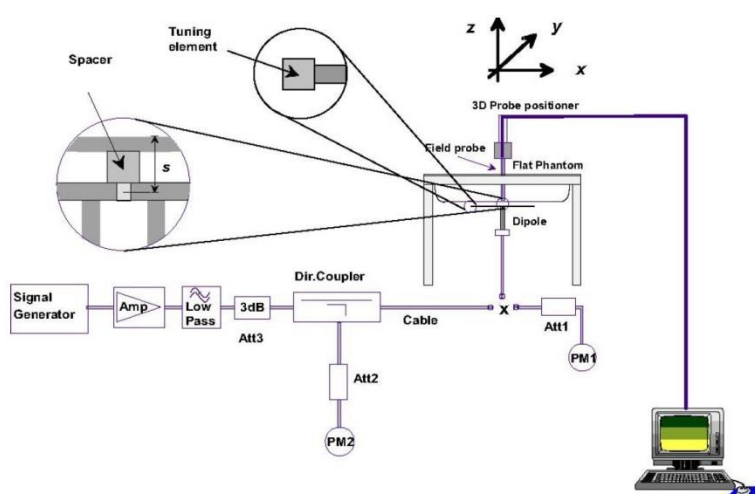 Tuning
element
z
y
x
Spacer
s
3D Probe positioner
Field probe
Flat Phantom
Dipole
Dir.Coupler
Signal
Generator
Amp
Low
Pass
3dB
Att3
Cable
x
Att1
PM1
Att2
PM2